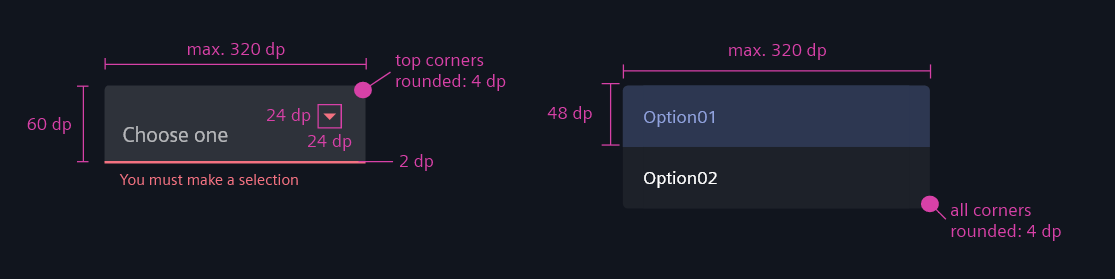 max. 320 dp
top corners
rounded: 4 dp
60 dp
24 dp
Choose one
24 dp
2 dp
You must make a selection
max. 320 dp
48 dp
Option01
Option02
all corners
rounded: 4 dp